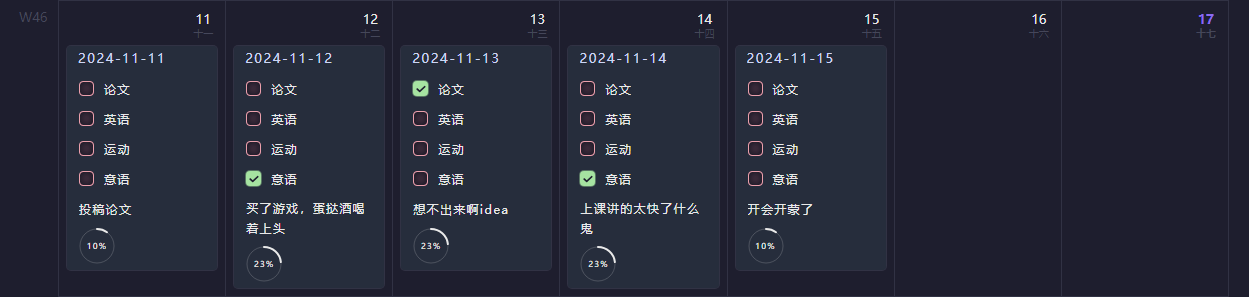 W46
11
十一
2024-11-11
论文
英语
运动
意语
投稿论文
10%
12
十二
2024-11-12
论文
英语
运动
意语
买了游戏，蛋挞酒喝
着上头
23%
13
十三
2024-11-13
论文
英语
运动
意语
想不出来啊idea
23%
14
十四
2024-11-14
论文
英语
运动
意语
上课讲的太快了什么
鬼
23%
15
十五
2024-11-15
论文
英语
运动
意语
开会开蒙了
10%
16
十六
17
十七